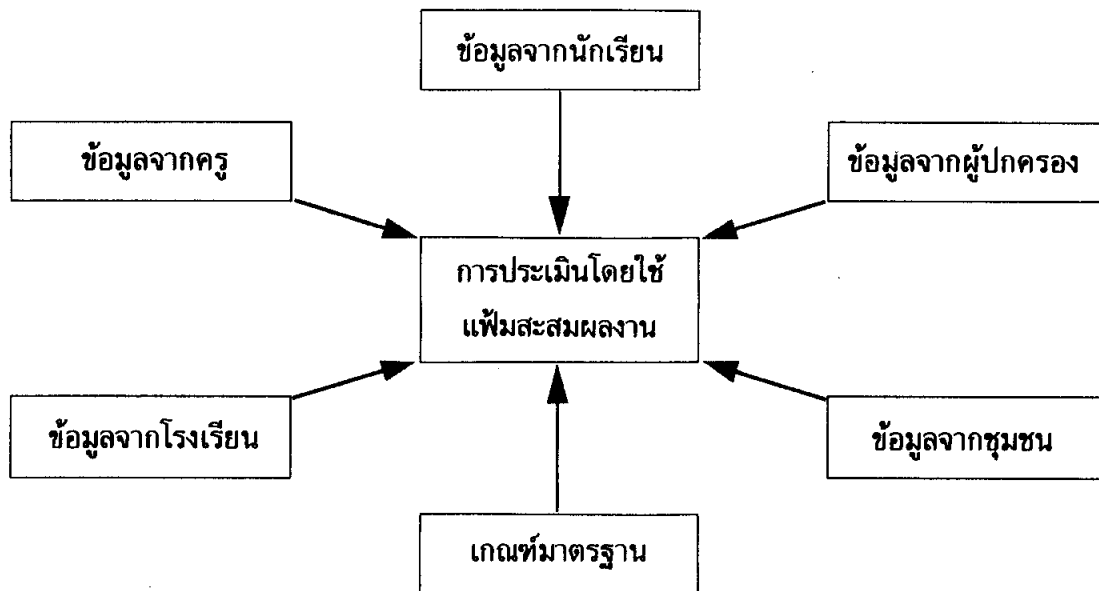 ข้อมูลจากนักเรียน
ข้อมูลจากครู
ข้อมูลจากผู้ปกครอง
การประเมินโดยใช้
แฟ้มสะสมผลงาน
ข้อมูลจากโรงเรียน
ข้อมูลจากชุมชน
เกณฑ์มาตรฐาน